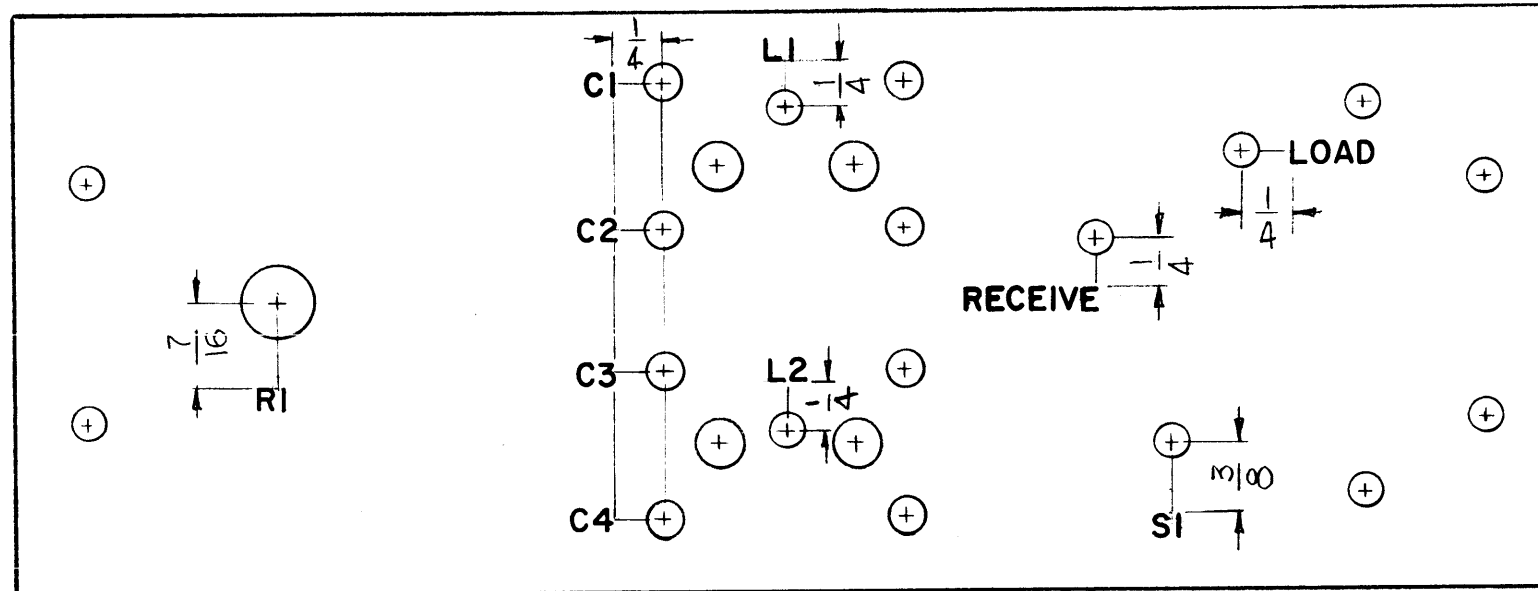 1/4
L1
C1
1/4
LOAD
C2
1/4
1/4
RECEIVE
7/16
C3
L2
R1
1/4
3/8
C4
S1